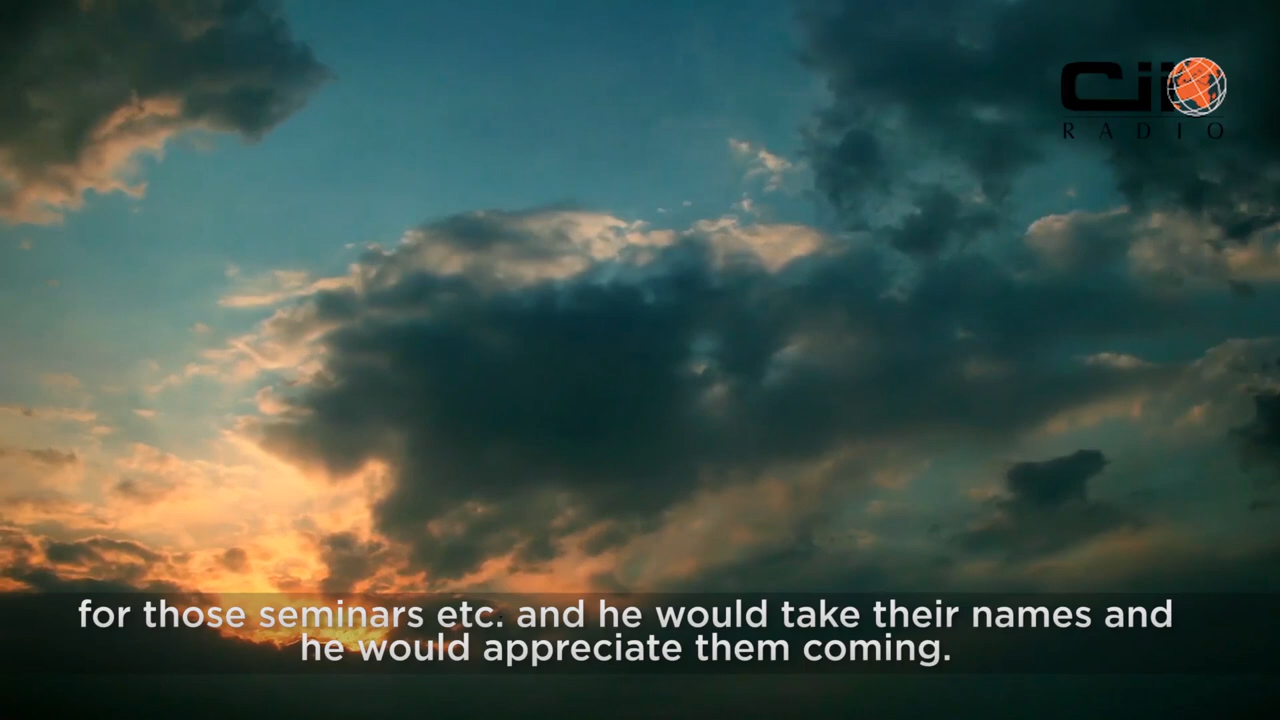 Cii
RADIO
for those seminars etc. and he would take their names and
he would appreciate them coming.